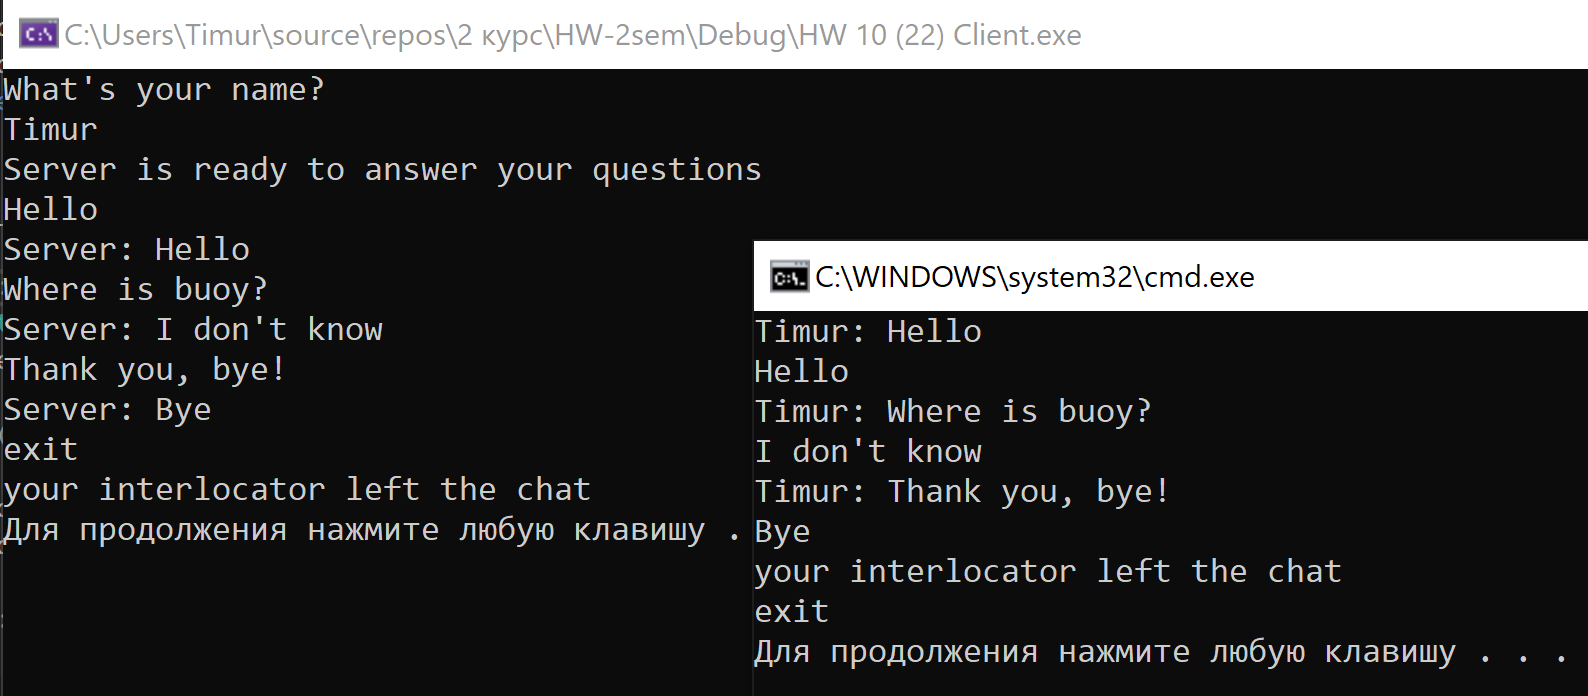 C:\Users\Timur\source\repos\2 курс\HW-2sem\Debug\HW 10 (22) Client.exe
What's your name?
Timur
Server is ready to answer your questions
Hello
Server: Hello
Where is buoy?
Server: I don't know
Thank you, bye!
Server: Bye
exit
your interlocator left the chat
Для продолжения нажмите любую клавишу .
C:\WINDOWS\system32\cmd.exe
Timur: Hello
Hello
Timur: Where is buoy?
I don't know
Timur: Thank you, bye!
Bye
your interlocator left the chat
exit
Для продолжения нажмите любую клавишу . . .